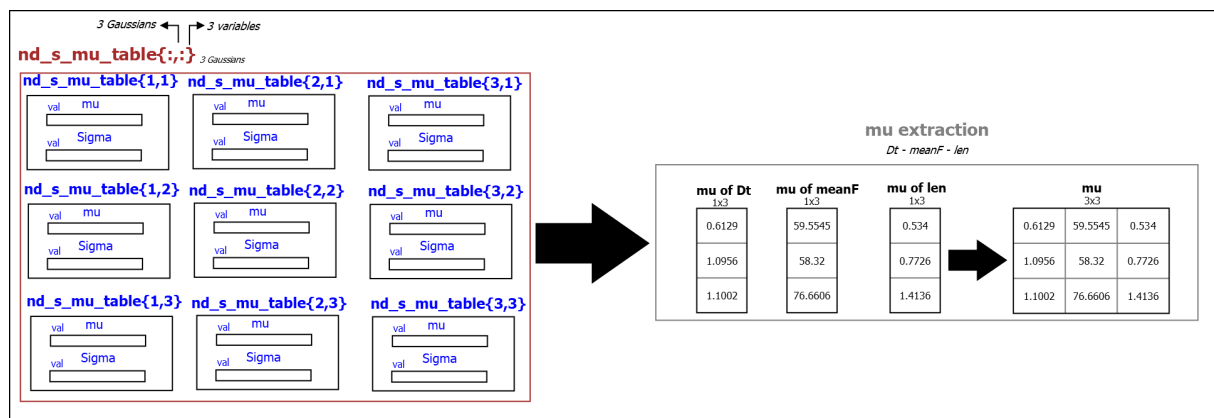 3 Gaussians 3 variables
nd_s_mu_table{:,:} 3 Gaussians
nd_s_mu_table{1,1} nd_s_mu_table{2,1} nd_s_mu_table{3,1}
val mu val mu val mu
val Sigma val Sigma val Sigma
nd_s_mu_table{1,2} nd_s_mu_table{2,2} nd_s_mu_table{3,2}
val mu val mu val mu
val Sigma val Sigma val Sigma
nd_s_mu_table{1,3} nd_s_mu_table{2,3} nd_s_mu_table{3,3}
val mu val mu val mu
val Sigma val Sigma val Sigma
mu extraction
Dt - meanF - len
mu of Dt mu of meanF mu of len mu
1x3 1x3 1x3 3x3
0.6129 59.5545 0.534 0.6129 59.5545 0.534
1.0956 58.32 0.7726 1.0956 58.32 0.7726
1.1002 76.6606 1.4136 1.1002 76.6606 1.4136